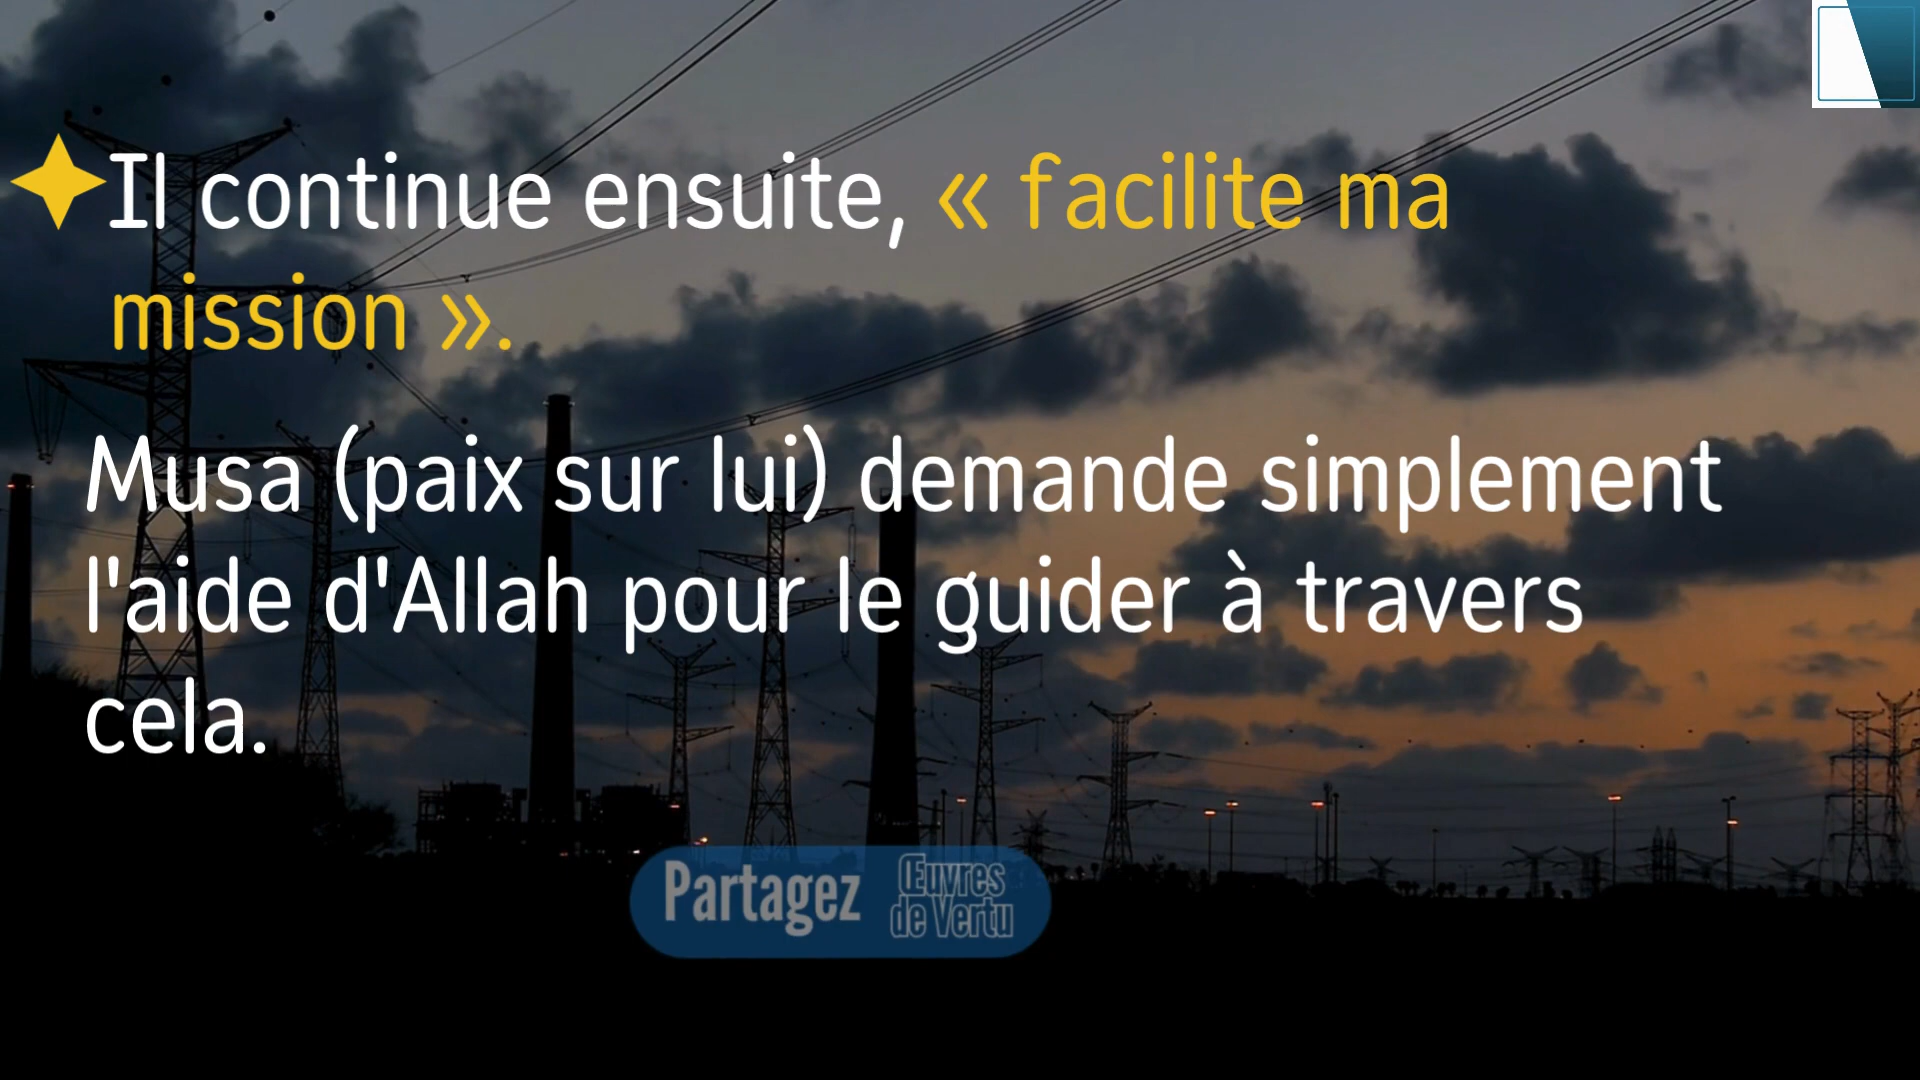 Il continue ensuite, « facilite ma
mission ».
Musa (paix sur lui) demande simplement
l'aide d'Allah pour le guider à travers
cela.
Partagez
Œuvres
de Vertu